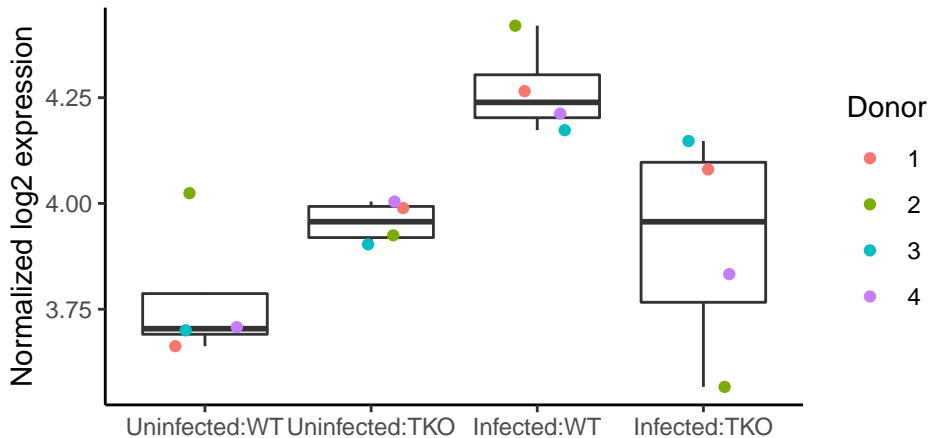 Normalized log2 expression
4.25
4.00
3.75
Uninfected:WT
Uninfected:TKO
Infected:WT
Infected:TKO
Donor
1
2
3
4